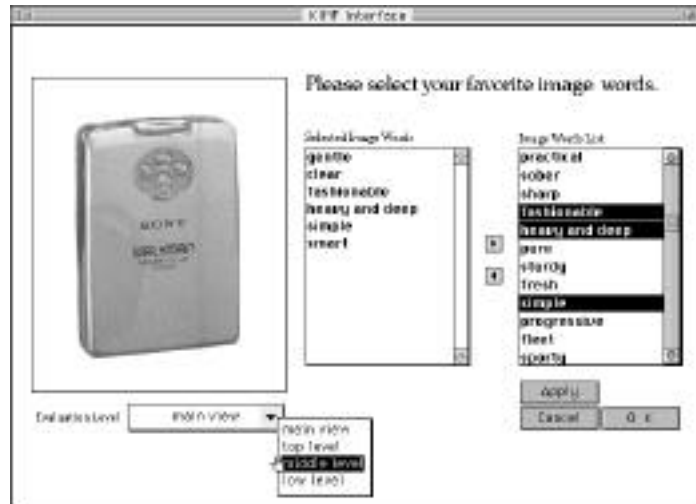 KIMF Interface
Please select your favorite image words.
Selected Image Words
gentle
clear
fashionable
heavy and deep
simple
smart
Image Words List
practical
sober
sharp
fashionable
heavy and deep
pure
sturdy
fresh
simple
progressive
fleet
sporty
SONY
WALKMAN
Apply
Cancel
O K
Evaluation Level
main view
main view
top level
middle level
low level